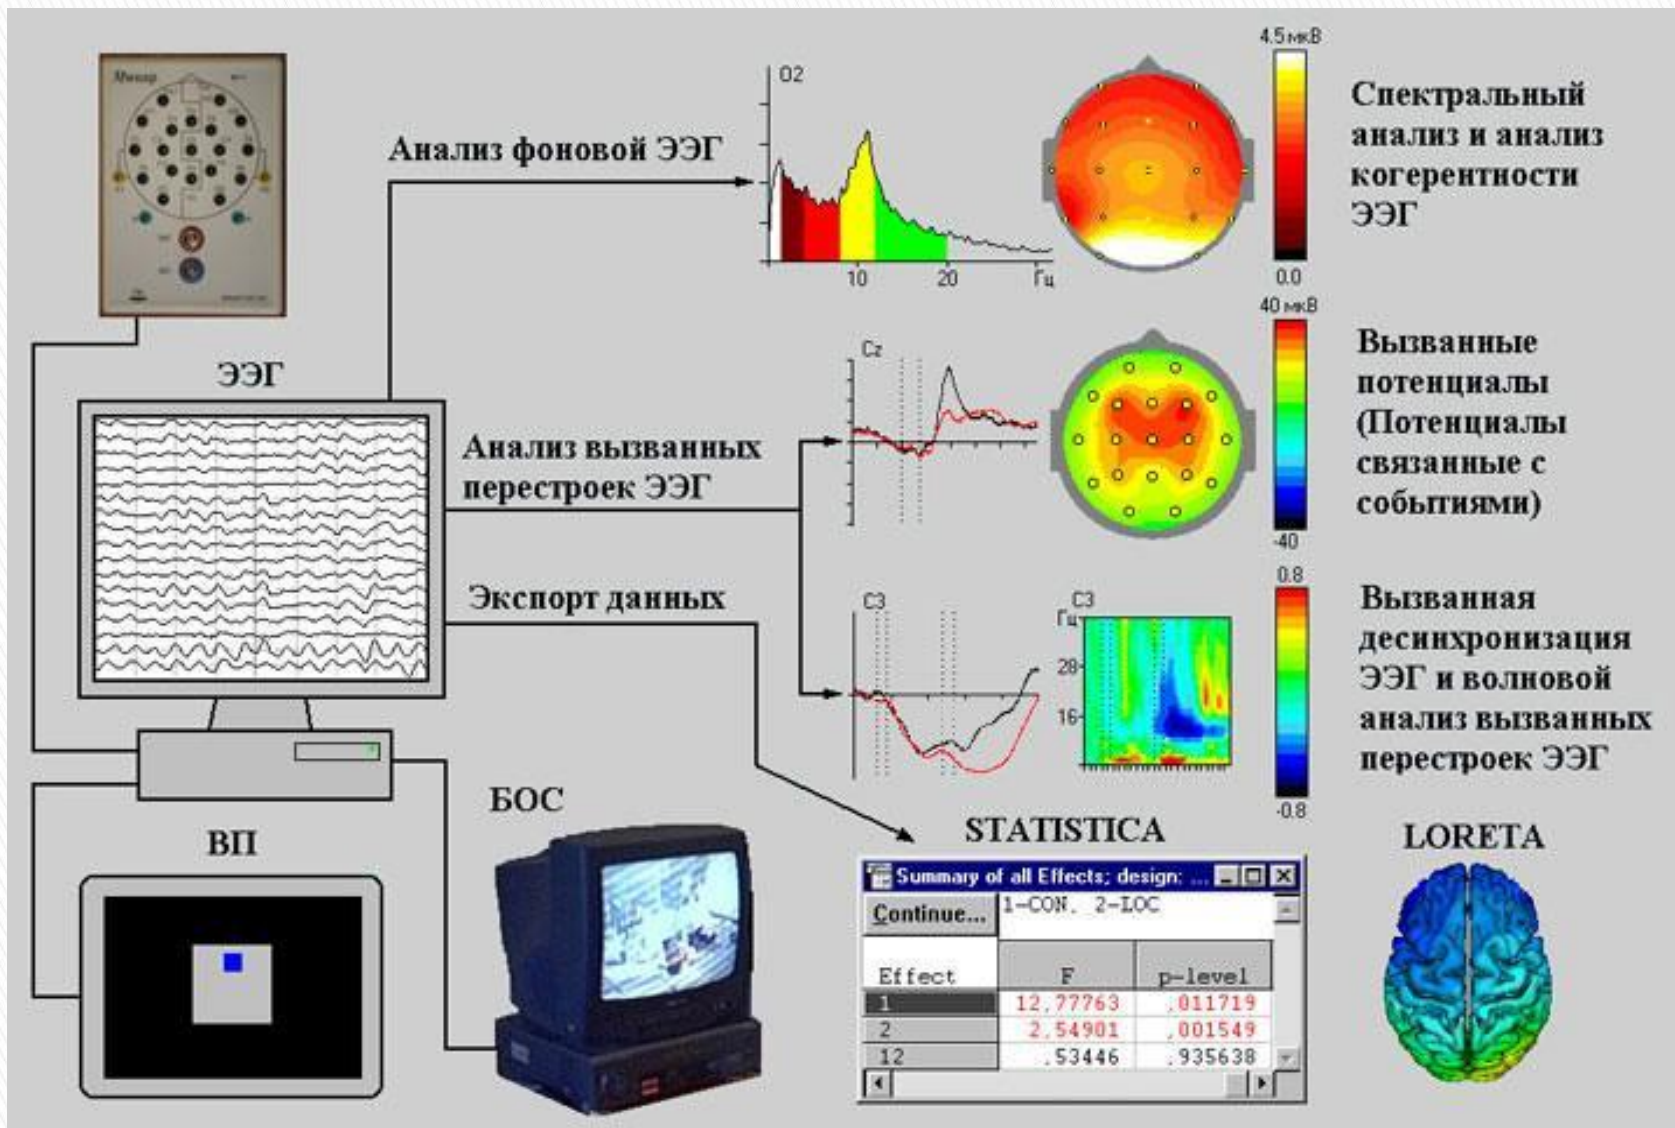 Мицар
ЭЭГ
Анализ фоновой ЭЭГ
O2
10
20
Гц
4.5 мкВ
0.0
Спектральный
анализ и анализ
когерентности
ЭЭГ
Анализ вызванных
перестроек ЭЭГ
Cz
40 мкВ
-40
Вызванные
потенциалы
(Потенциалы
связанные с
событиями)
Экспорт данных
C3
C3
Гц
28
16
0.8
-0.8
Вызванная
десинхронизация
ЭЭГ и волновой
анализ вызванных
перестроек ЭЭГ
ВП
БОС
STATISTICA
Summary of all Effects; design: ...
Continue...
1-CON, 2-LOC
Effect F p-level
1 12,77763 ,011719
2 2,54901 ,001549
12 ,53446 ,935638
LORETA